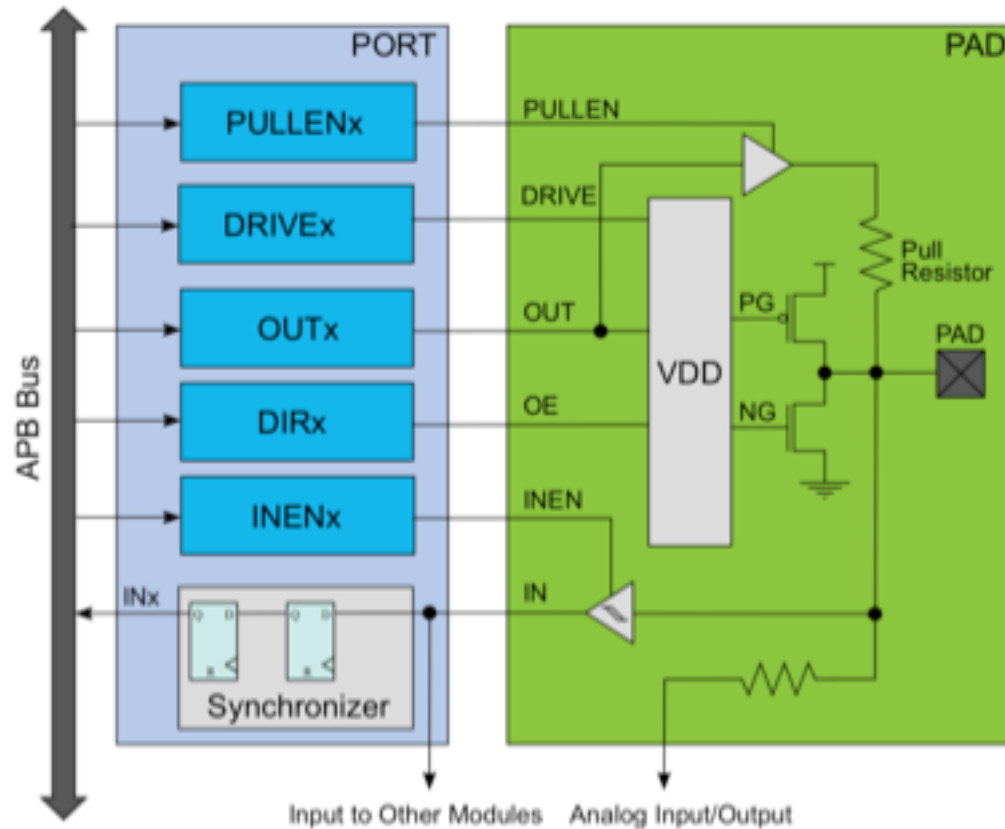 PORT
PAD
PULLENx
PULLEN
DRIVEx
DRIVE
Pull
Resistor
OUTx
OUT
PG
PAD
VDD
APB Bus
DIRx
OE
NG
INENx
INEN
INx
IN
Q D
Q D
R
R
Synchronizer
Input to Other Modules
Analog Input/Output